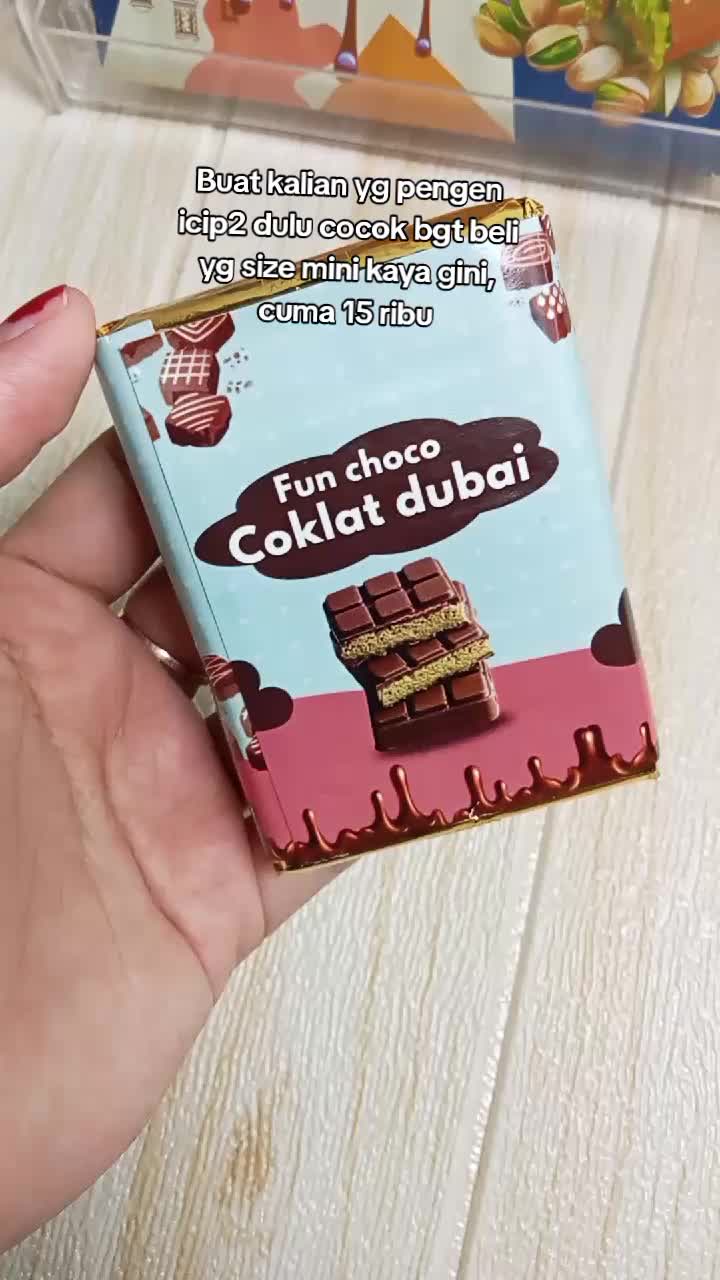 Buat kalian yg pengen
icip2 dulu cocok bgt beli
yg size mini kaya gini,
cuma 15 ribu
Fun choco
Coklat dubai